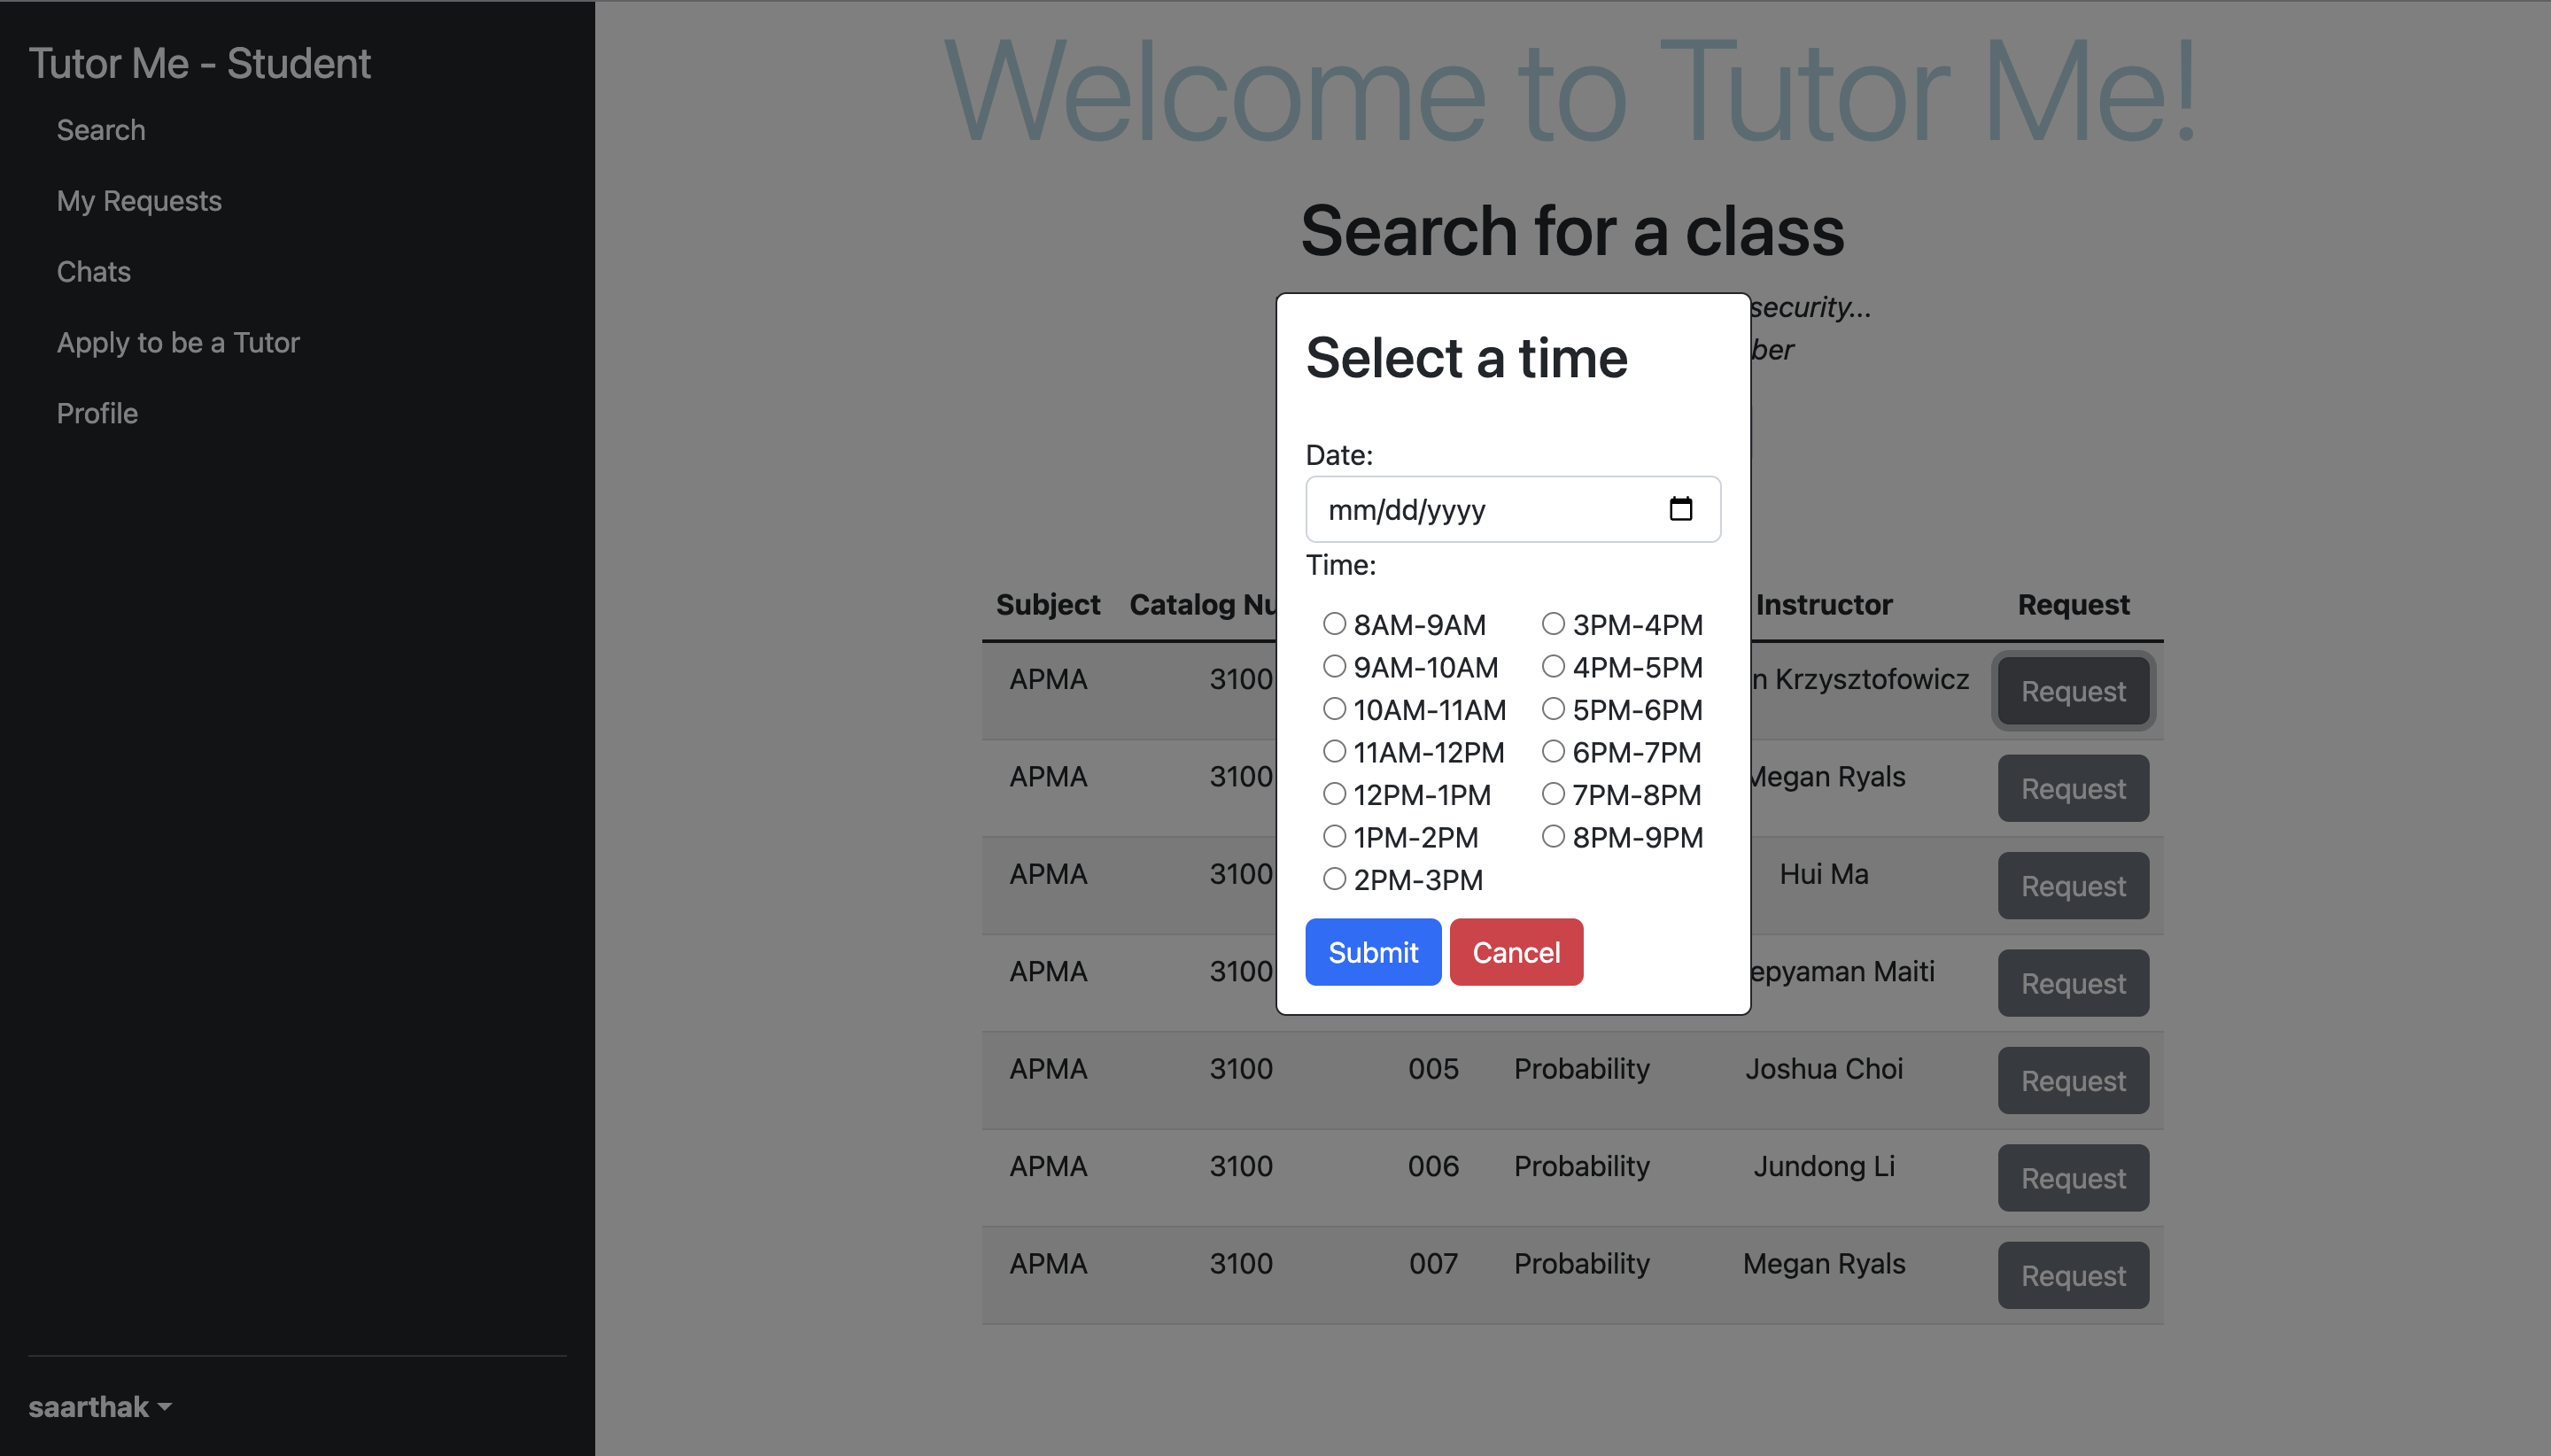 Tutor Me - Student
Search
My Requests
Chats
Apply to be a Tutor
Profile
saarthak
Welcome to Tutor Me!
Search for a class
security...
Select a time
Date:
mm/dd/yyyy
Time:
8AM-9AM 3PM-4PM
9AM-10AM 4PM-5PM
10AM-11AM 5PM-6PM
11AM-12PM 6PM-7PM
12PM-1PM 7PM-8PM
1PM-2PM 8PM-9PM
2PM-3PM
Submit Cancel
Subject Catalog Instructor Request
APMA 3100 Krzysztofowicz Request
APMA 3100 Megan Ryals Request
APMA 3100 Hui Ma Request
APMA 3100 Maiti Request
APMA 3100 005 Probability Joshua Choi Request
APMA 3100 006 Probability Jundong Li Request
APMA 3100 007 Probability Megan Ryals Request